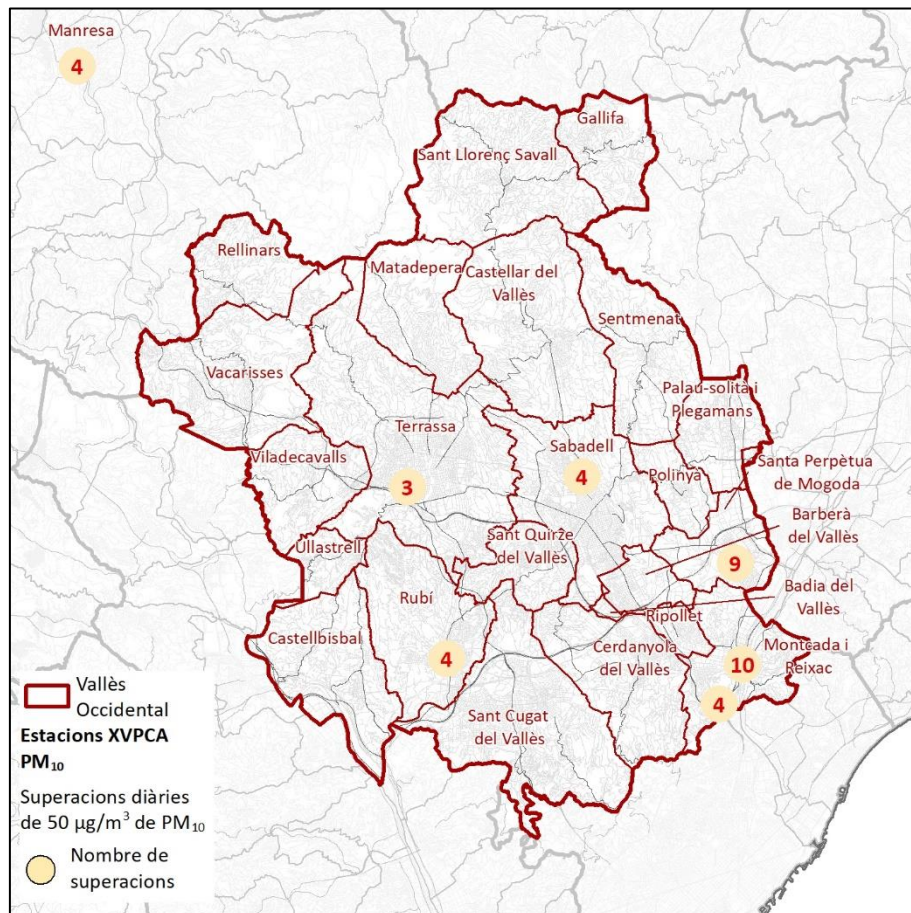 Manresa
4
Gallifa
Sant Llorenç Savall
Rellinars
Matadepera
Castellar del
Vallès
Sentmenat
Vacarisses
Palau-solità i
Plegamans
Terrassa
Sabadell
Viladecavalls
4
3
Polinyà
Santa Perpètua
de Mogoda
Barberà
del Vallès
Ullastrell
Sant Quirze
del Vallès
9
Badia del
Vallès
Rubí
Ripollet
Castellbisbal
Cerdanyola
del Vallès
Montcada i
Reixac
4
10
4
Sant Cugat
del Vallès
Vallès
Occidental
Estacions XVPCA
PM₁₀
Superacions diàries
de 50 µg/m³ de PM₁₀
Nombre de
superacions